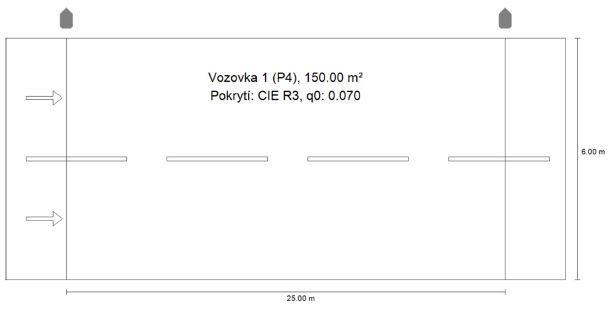 Vozovka 1 (P4), 150.00 m²
Pokrytí: CIE R3, q0: 0.070
6.00 m
25.00 m